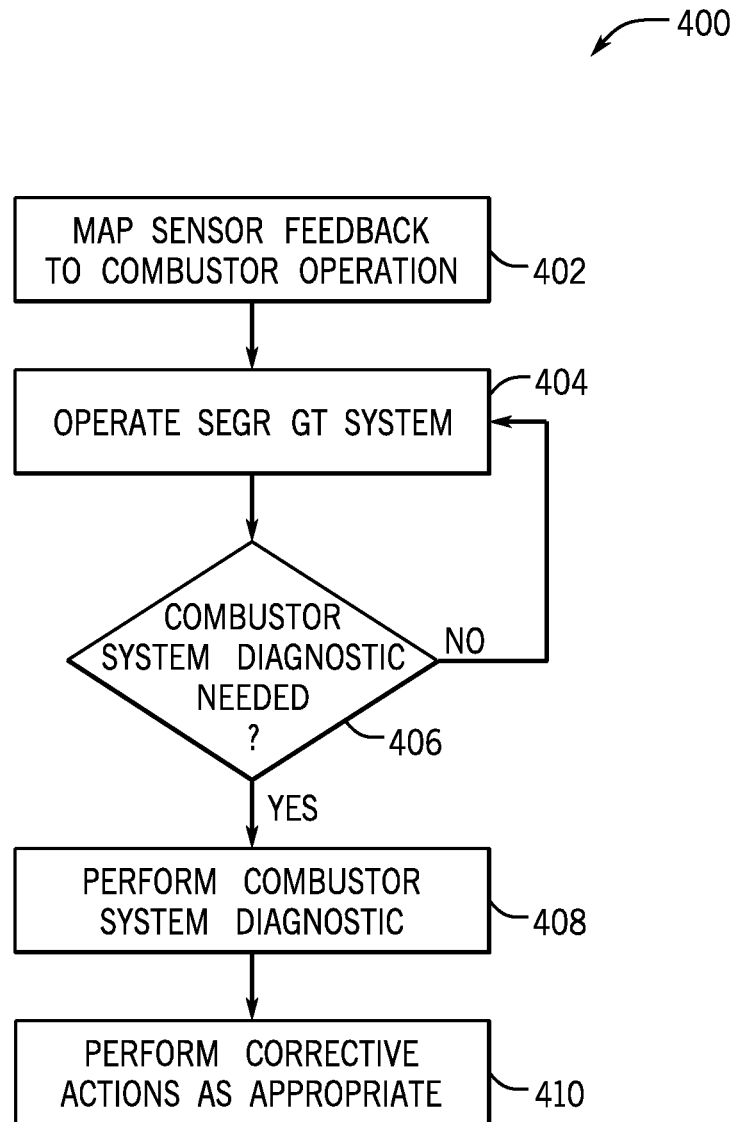 400
MAP SENSOR FEEDBACK
TO COMBUSTOR OPERATION
402
404
OPERATE SEGR GT SYSTEM
COMBUSTOR
SYSTEM DIAGNOSTIC
NEEDED
?
NO
406
YES
PERFORM COMBUSTOR
SYSTEM DIAGNOSTIC
408
PERFORM CORRECTIVE
ACTIONS AS APPROPRIATE
410